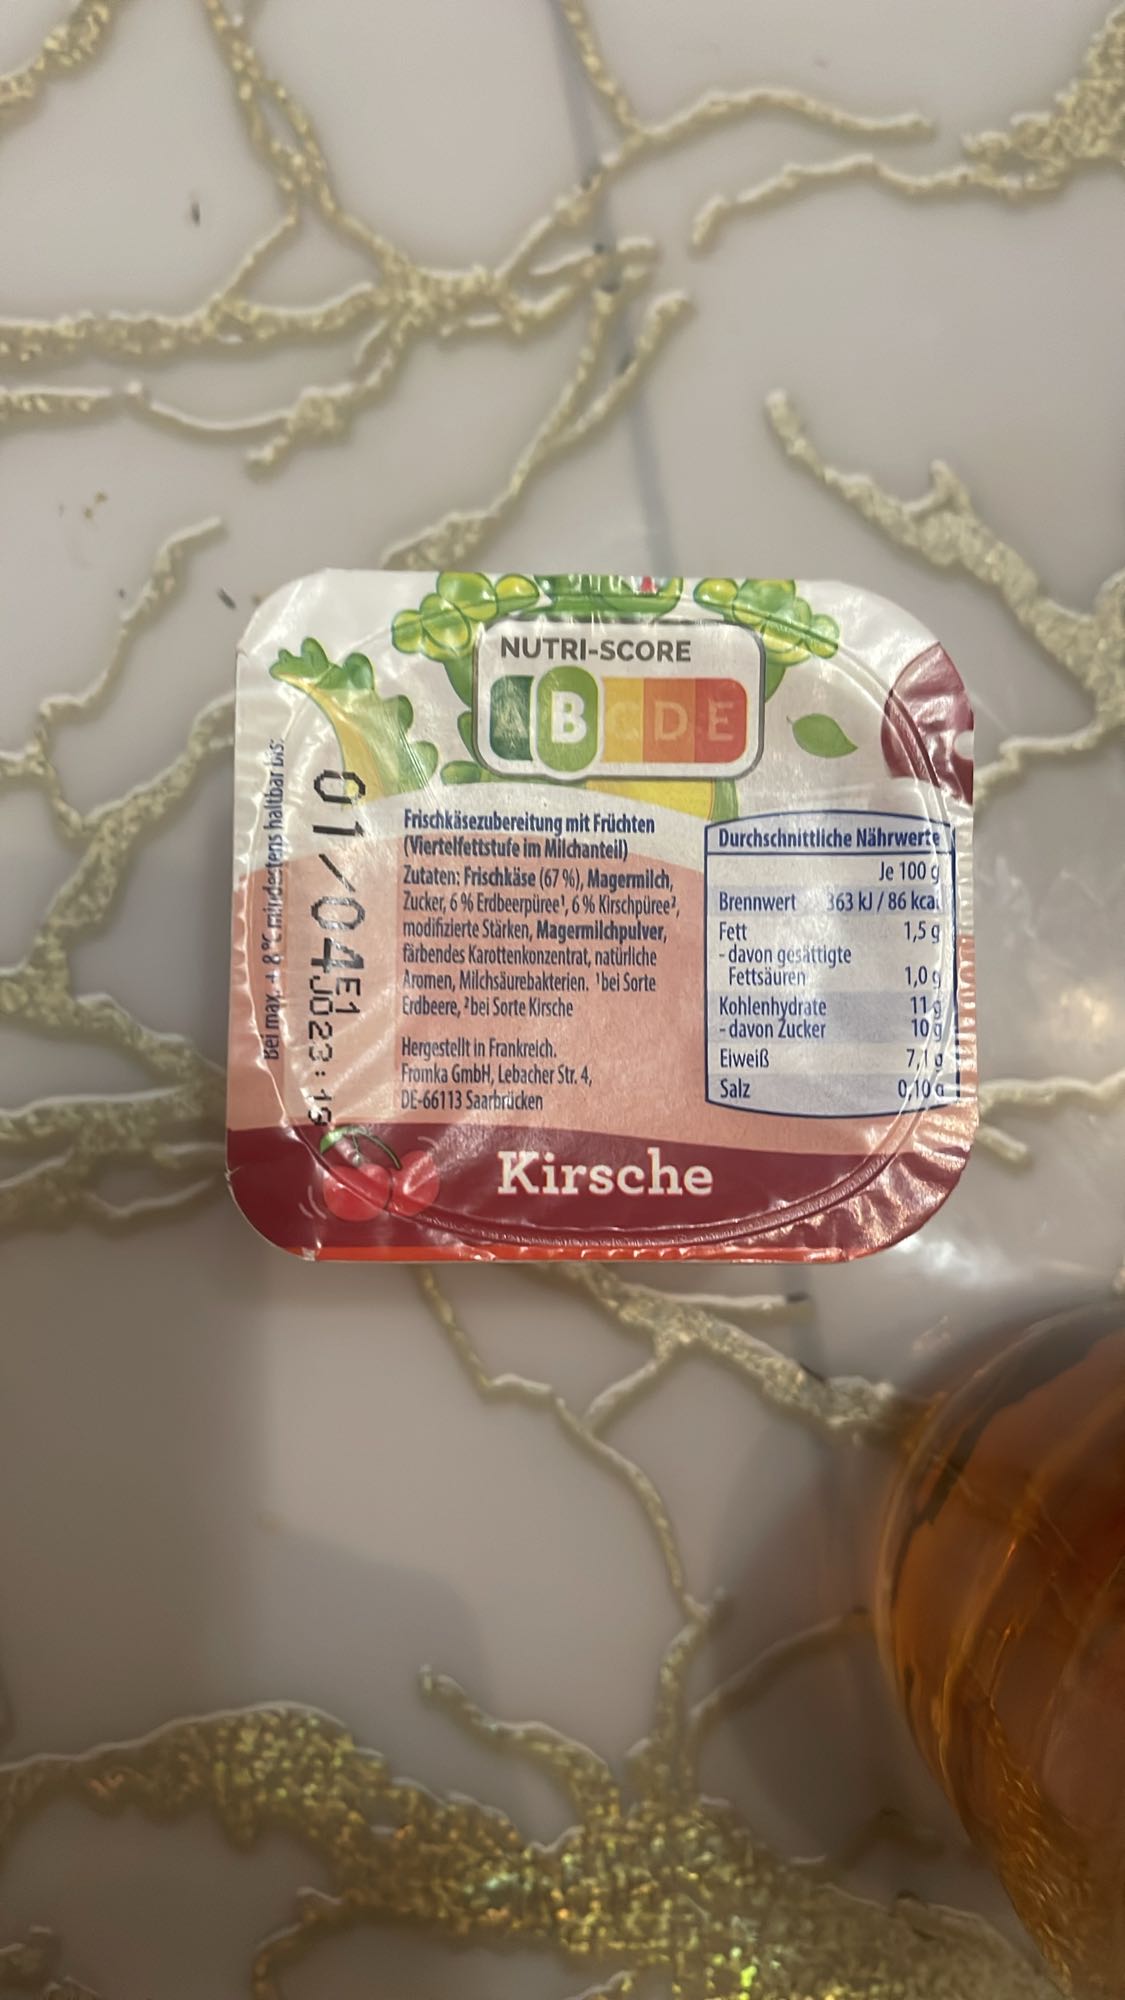 NUTRI-SCORE
A B C D E
Frischkäsezubereitung mit Früchten
(Viertelfettstufe im Milchanteil)
Zutaten: Frischkäse (67 %), Magermilch,
Zucker, 6 % Erdbeerpüree¹, 6 % Kirschpüree²,
modifizierte Stärken, Magermilchpulver,
färbendes Karottenkonzentrat, natürliche
Aromen, Milchsäurebakterien. ¹bei Sorte
Erdbeere, ²bei Sorte Kirsche
Hergestellt in Frankreich.
Fromka GmbH, Lebacher Str. 4,
DE-66113 Saarbrücken
Durchschnittliche Nährwerte
Je 100 g
Brennwert 363 kJ / 86 kcal
Fett 1,5 g
- davon gesättigte
Fettsäuren 1,0 g
Kohlenhydrate 11 g
- davon Zucker 10 g
Eiweiß 7,1 g
Salz 0,10 g
Kirsche
Bei max. + 8 °C mindestens haltbar bis:
01/04E1
J023:19